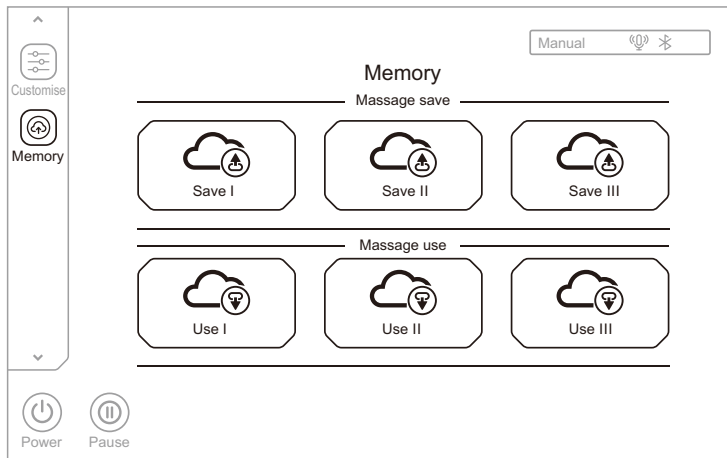 Manual
Customise
Memory
Memory
Massage save
Save I
Save II
Save III
Massage use
Use I
Use II
Use III
Power
Pause